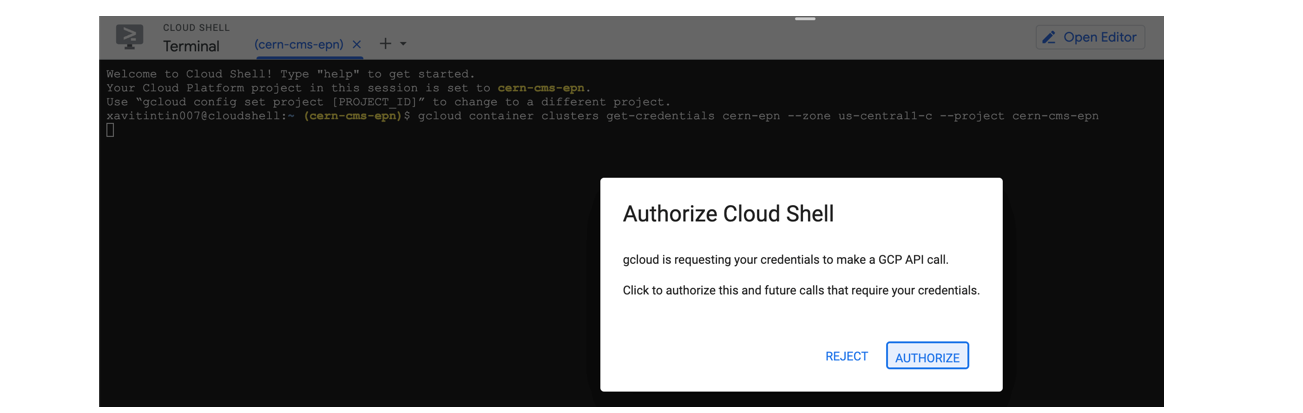 CLOUD SHELL
Terminal
(cern-cms-epn)
Open Editor
Welcome to Cloud Shell! Type "help" to get started.
Your Cloud Platform project in this session is set to cern-cms-epn.
Use “gcloud config set project [PROJECT_ID]” to change to a different project.
xavitintin007@cloudshell:~ (cern-cms-epn)$ gcloud container clusters get-credentials cern-epn --zone us-central1-c --project cern-cms-epn
Authorize Cloud Shell
gcloud is requesting your credentials to make a GCP API call.
Click to authorize this and future calls that require your credentials.
REJECT AUTHORIZE